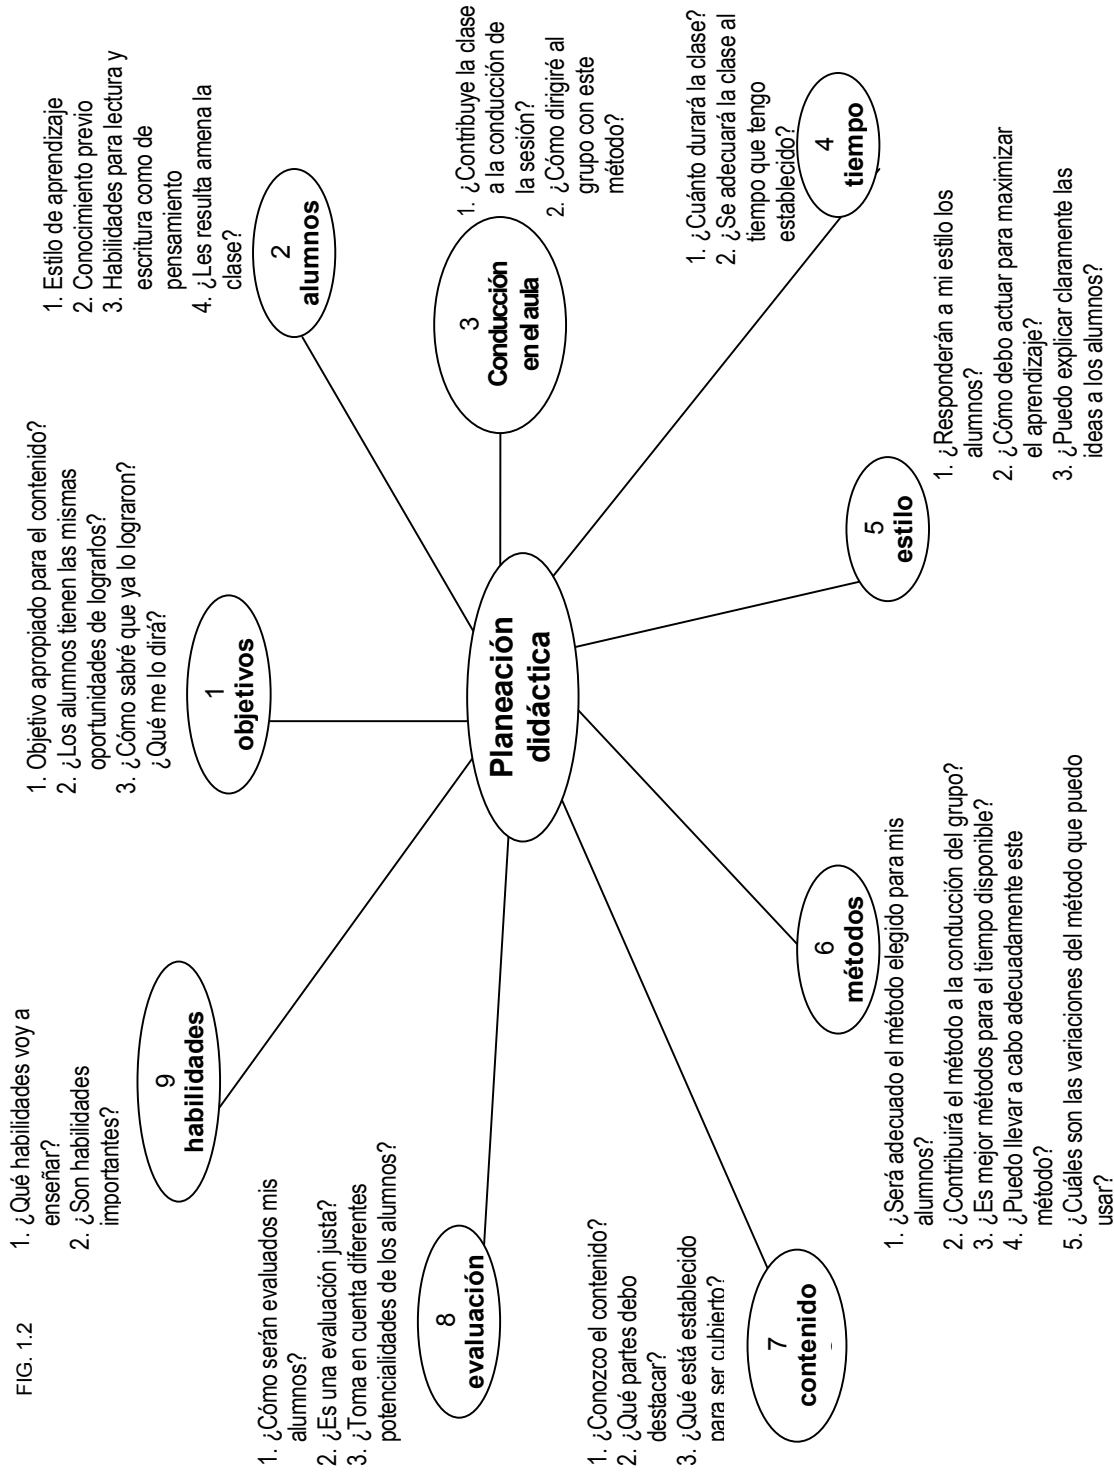 FIG. 1.2
1. ¿Qué habilidades voy a
enseñar?
2. ¿Son habilidades
importantes?
9
habilidades
1. Objetivo apropiado para el contenido?
2. ¿Los alumnos tienen las mismas
oportunidades de lograrlos?
3. ¿Cómo sabré que ya lo lograron?
¿Qué me lo dirá?
1
objetivos
1. Estilo de aprendizaje
2. Conocimiento previo
3. Habilidades para lectura y
escritura como de
pensamiento
4. ¿Les resulta amena la
clase?
2
alumnos
1. ¿Cómo serán evaluados mis
alumnos?
2. ¿Es una evaluación justa?
3. ¿Toma en cuenta diferentes
potencialidades de los alumnos?
8
evaluación
Planeación
didáctica
3
Conducción
en el aula
1. ¿Contribuye la clase
a la conducción de
la sesión?
2. ¿Cómo dirigiré al
grupo con este
método?
1. ¿Conozco el contenido?
2. ¿Qué partes debo
destacar?
3. ¿Qué está establecido
para ser cubierto?
7
contenido
6
métodos
1. ¿Será adecuado el método elegido para mis
alumnos?
2. ¿Contribuirá el método a la conducción del grupo?
3. ¿Es mejor métodos para el tiempo disponible?
4. ¿Puedo llevar a cabo adecuadamente este
método?
5. ¿Cuáles son las variaciones del método que puedo
usar?
5
estilo
1. ¿Responderán a mi estilo los
alumnos?
2. ¿Cómo debo actuar para maximizar
el aprendizaje?
3. ¿Puedo explicar claramente las
ideas a los alumnos?
1. ¿Cuánto durará la clase?
2. ¿Se adecuará la clase al
tiempo que tengo
establecido?
4
tiempo